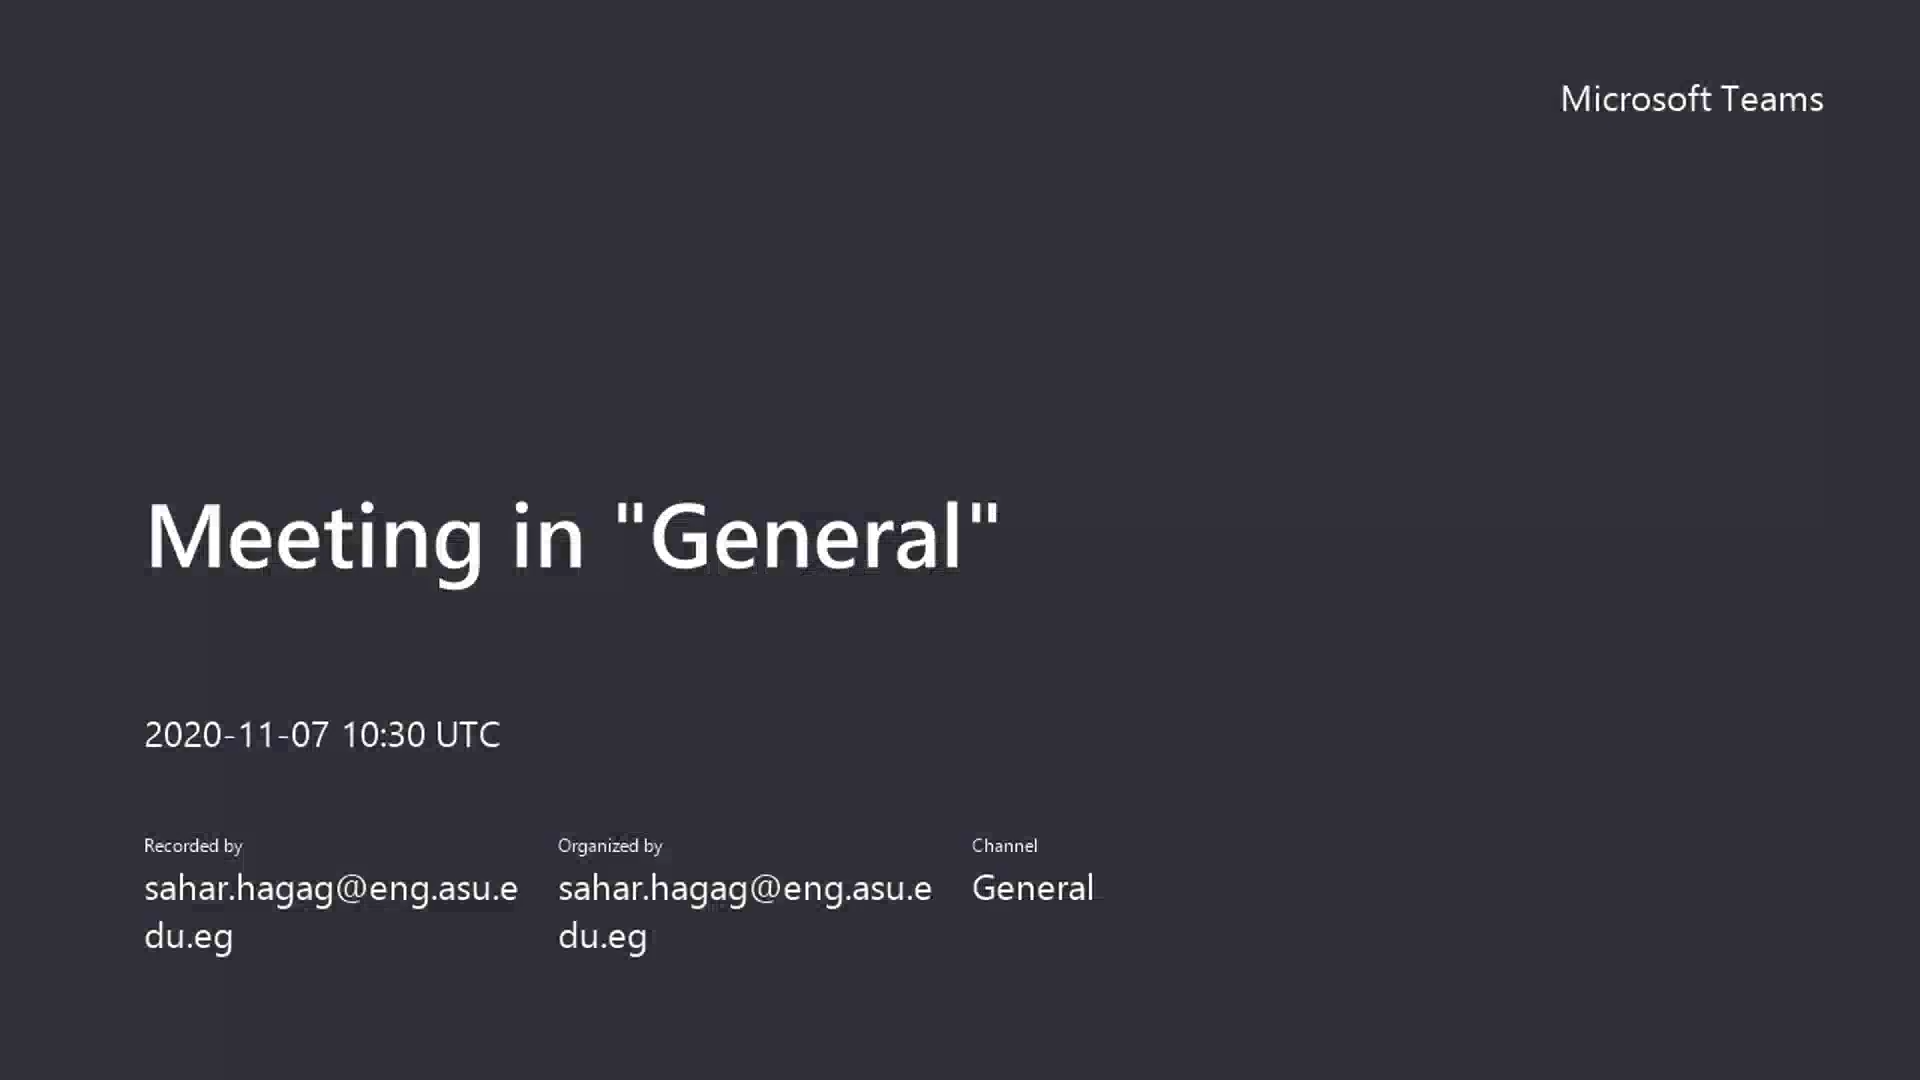 Microsoft Teams
Meeting in "General"
2020-11-07 10:30 UTC
Recorded by
sahar.hagag@eng.asu.e
du.eg
Organized by
sahar.hagag@eng.asu.e
du.eg
Channel
General